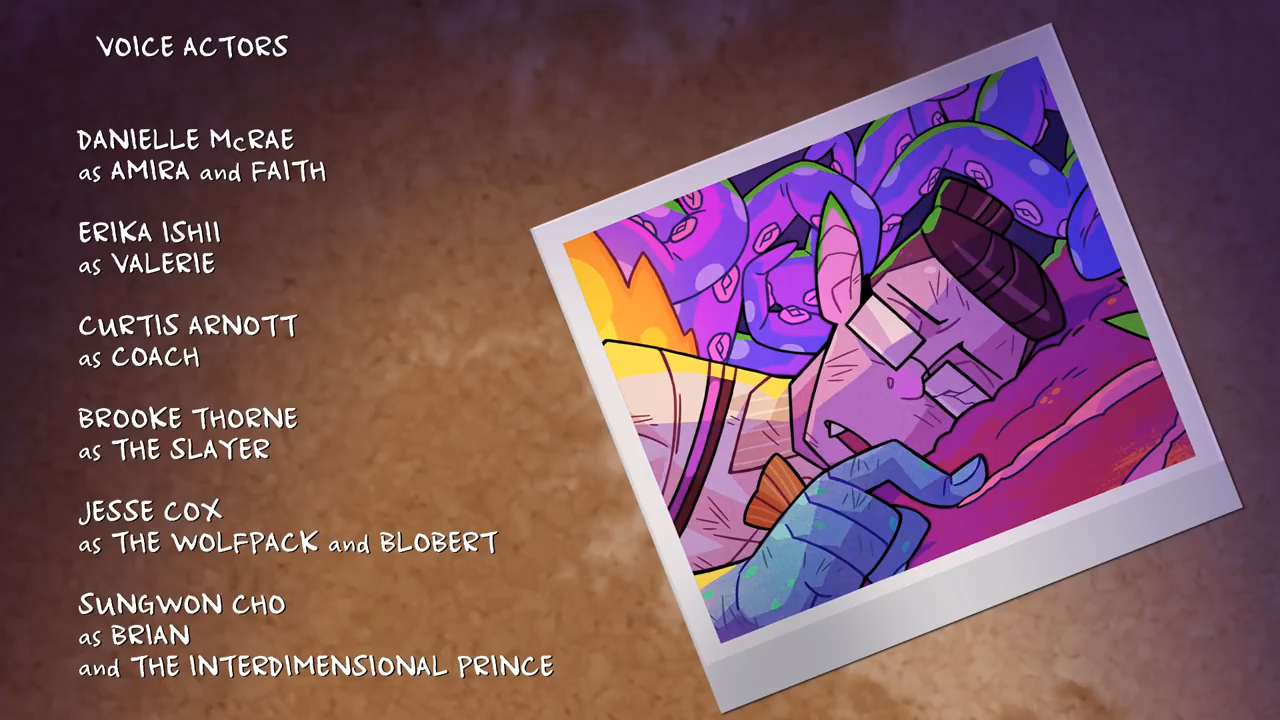 VOICE ACTORS
DANIELLE McRAE
as AMIRA and FAITH
ERIKA ISHII
as VALERIE
CURTIS ARNOTT
as COACH
BROOKE THORNE
as THE SLAYER
JESSE COX
as THE WOLFPACK and BLOBERT
SUNGWON CHO
as BRIAN
and THE INTERDIMENSIONAL PRINCE